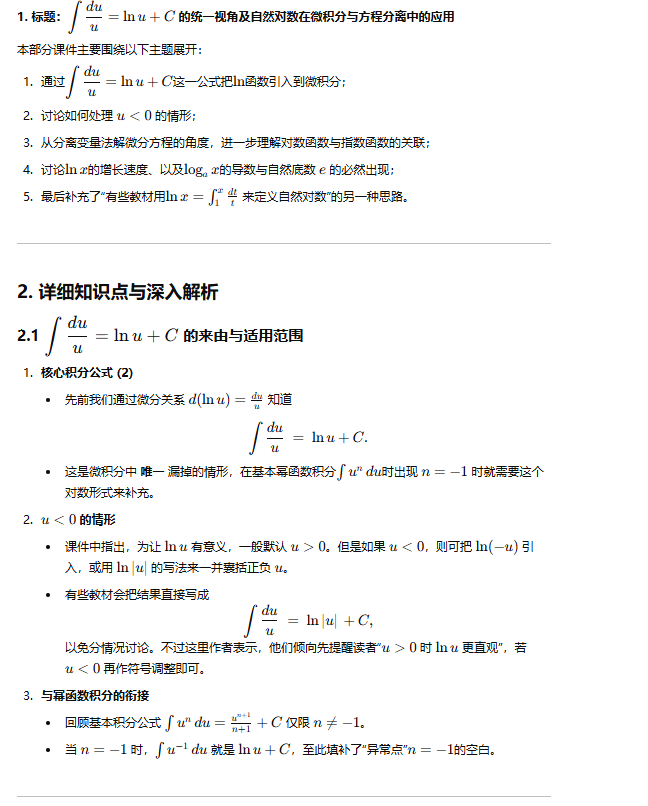 1. 标题：∫ du/u = ln u + C 的统一视角及自然对数在微积分与方程分离中的应用
本部分课件主要围绕以下主题展开：
1. 通过∫ du/u = ln u + C这一公式把ln函数引入到微积分；
2. 讨论如何处理 u < 0 的情形；
3. 从分离变量法解微分方程的角度，进一步理解对数函数与指数函数的关联；
4. 讨论ln x的增长速度、以及logₐ x的导数与自然底数 e 的必然出现；
5. 最后补充了“有些教材用ln x = ∫₁ˣ dt/t 来定义自然对数”的另一种思路。
2. 详细知识点与深入解析
2.1 ∫ du/u = ln u + C 的来由与适用范围
1. 核心积分公式 (2)
• 先前我们通过微分关系 d(ln u) = du/u 知道
∫ du/u = ln u + C.
• 这是微积分中 唯一 漏掉的情形，在基本幂函数积分∫ uⁿ du时出现 n = −1 时就需要这个
对数形式来补充。
2. u < 0 的情形
• 课件中指出，为让 ln u 有意义，一般默认 u > 0。但是如果 u < 0，则可把 ln(−u) 引
入，或用 ln |u| 的写法来一并囊括正负 u。
• 有些教材会把结果直接写成
∫ du/u = ln |u| + C,
以免分情况讨论。不过这里作者表示，他们倾向先提醒读者“u > 0 时 ln u 更直观”，若
u < 0 再作符号调整即可。
3. 与幂函数积分的衔接
• 回顾基本积分公式 ∫ uⁿ du = uⁿ⁺¹/n+1 + C 仅限 n ≠ −1。
• 当 n = −1 时，∫ u⁻¹ du 就是 ln u + C，至此填补了“异常点”n = −1的空白。